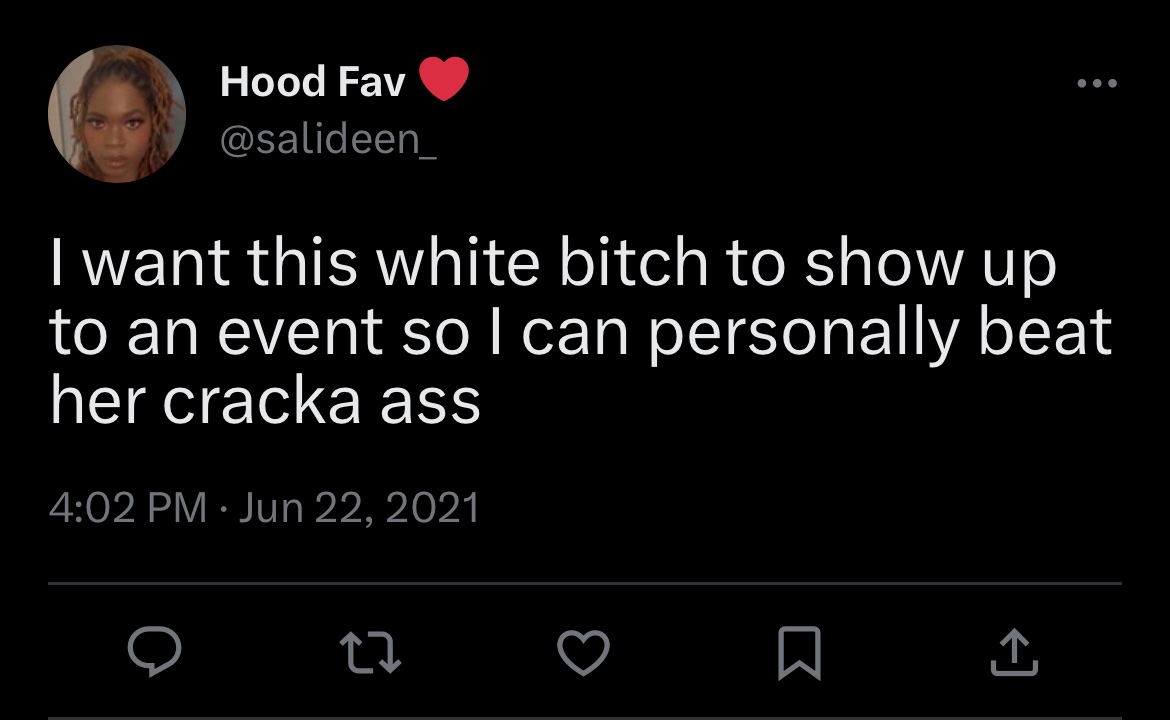 Hood Fav ❤️
@salideen_
I want this white bitch to show up
to an event so I can personally beat
her cracka ass
4:02 PM · Jun 22, 2021